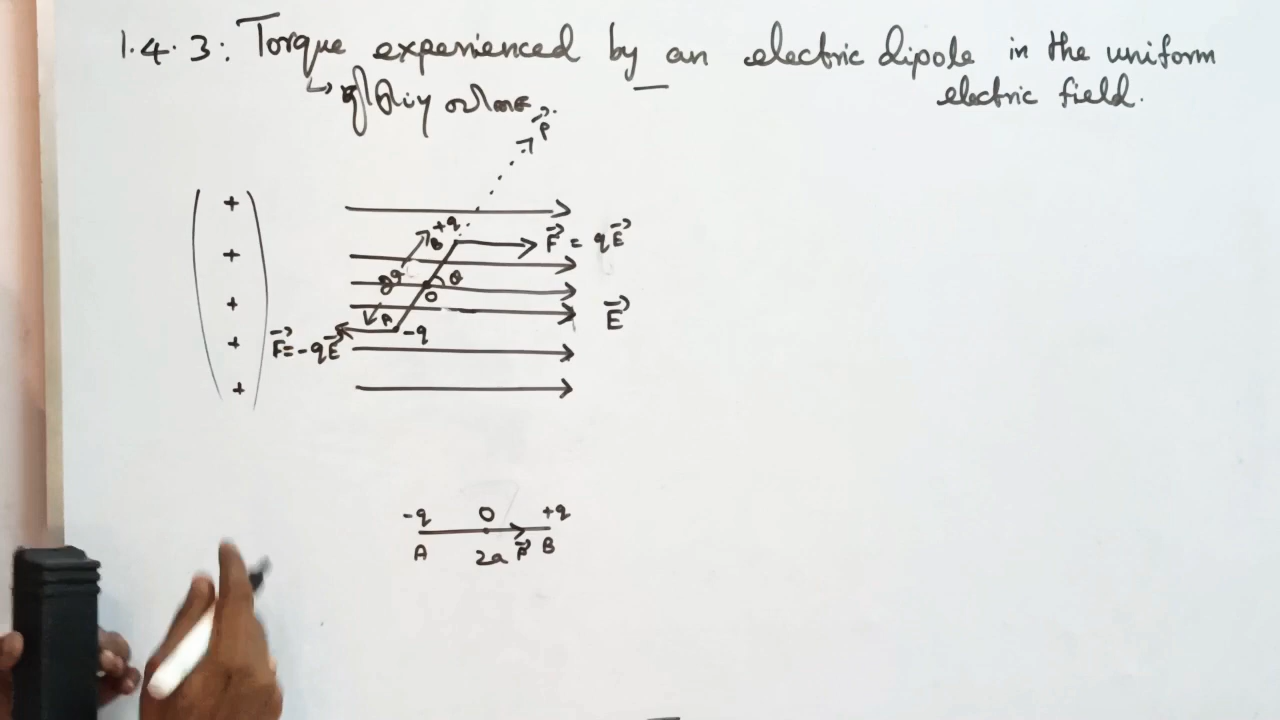 1.4.3: Torque experienced by an electric dipole in the uniform
electric field.
P⃗
+ + + + +
+q
B
F⃗ = qE⃗
θ
O
E⃗
A
-q
F⃗=-qE⃗
-q O +q
A 2a P⃗ B